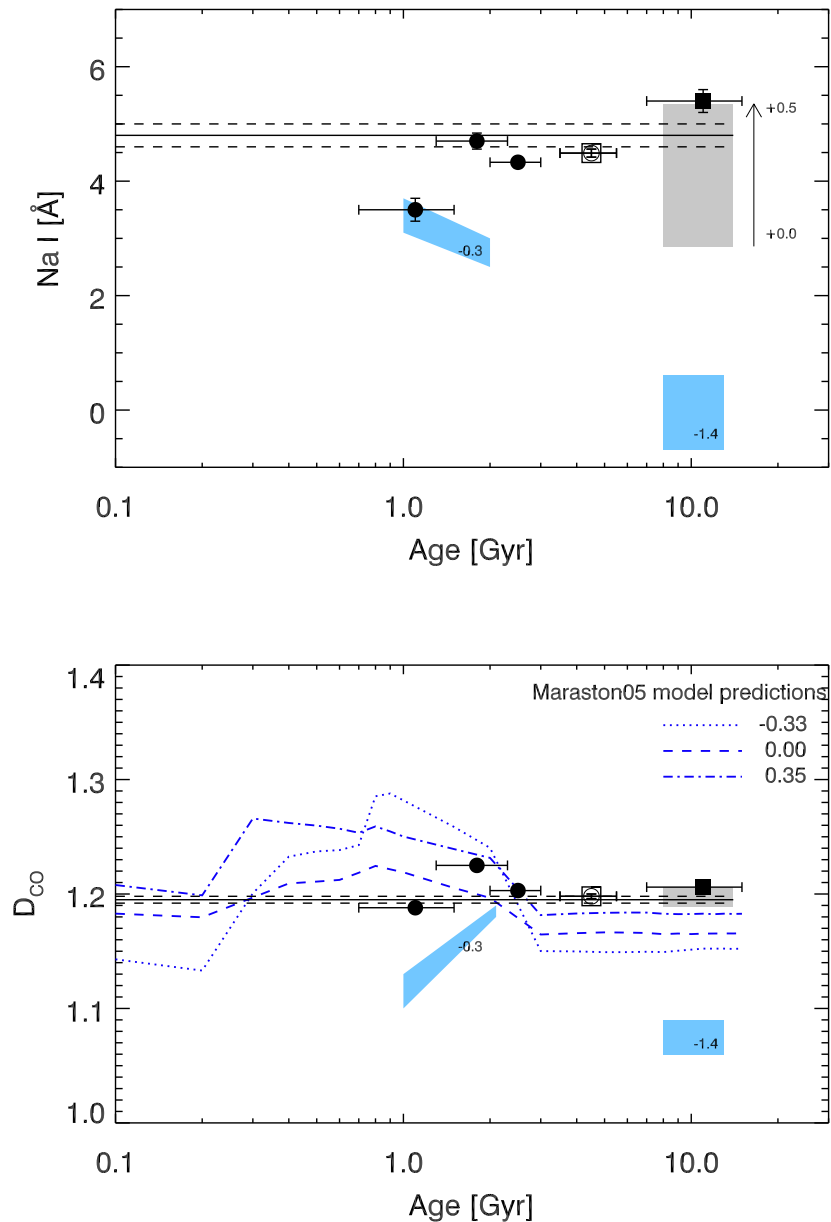 6
+0.5
4
Na I [Å]
+0.0
-0.3
2
0
-1.4
0.1 1.0 10.0
Age [Gyr]
1.4
Maraston05 model predictions
-0.33
0.00
0.35
1.3
1.2
D_CO
-0.3
1.1
-1.4
1.0
0.1 1.0 10.0
Age [Gyr]